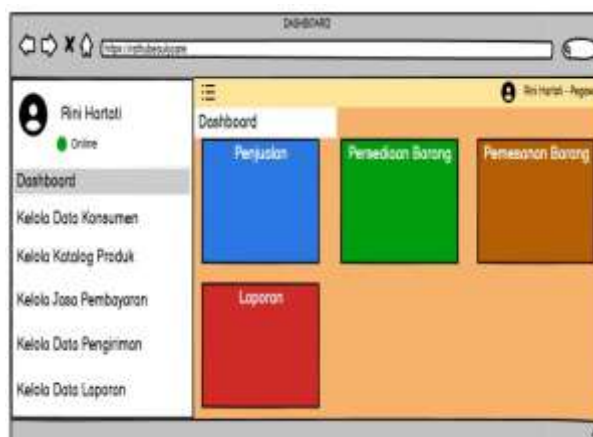 DASHBOARD
Rini Hartati
Online
Dashboard
Kelola Data Konsumen
Kelola Katalog Produk
Kelola Jasa Pembayaran
Kelola Data Pengiriman
Kelola Data Laporan
Rini Hartati - Pegaw
Dashboard
Penjualan
Persediaan Barang
Pemesanan Barang
Laporan